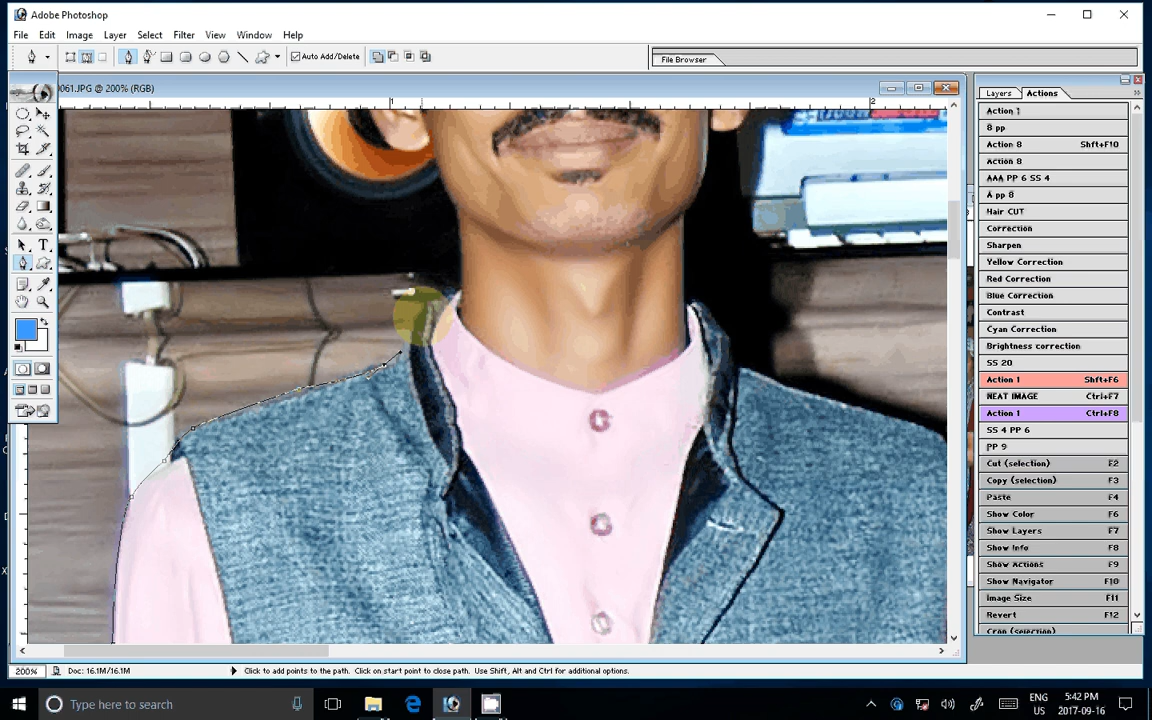 Adobe Photoshop
File Edit Image Layer Select Filter View Window Help
Auto Add/Delete
File Browser
061.JPG @ 200% (RGB)
1
2
Layers Actions
Action 1
8 pp
Action 8 Shft+F10
Action 8
AAA PP 6 SS 4
A pp 8
Hair CUT
Correction
Sharpen
Yellow Correction
Red Correction
Blue Correction
Contrast
Cyan Correction
Brightness correction
SS 20
Action 1 Shft+F6
NEAT IMAGE Ctrl+F7
Action 1 Ctrl+F8
SS 4 PP 6
PP 9
Cut (selection) F2
Copy (selection) F3
Paste F4
Show Color F6
Show Layers F7
Show Info F8
Show Actions F9
Show Navigator F10
Image Size F11
Revert F12
Crop (selection)
200% Doc: 16.1M/16.1M Click to add points to the path. Click on start point to close path. Use Shift, Alt and Ctrl for additional options.
Type here to search
ENG
US
5:42 PM
2017-09-16